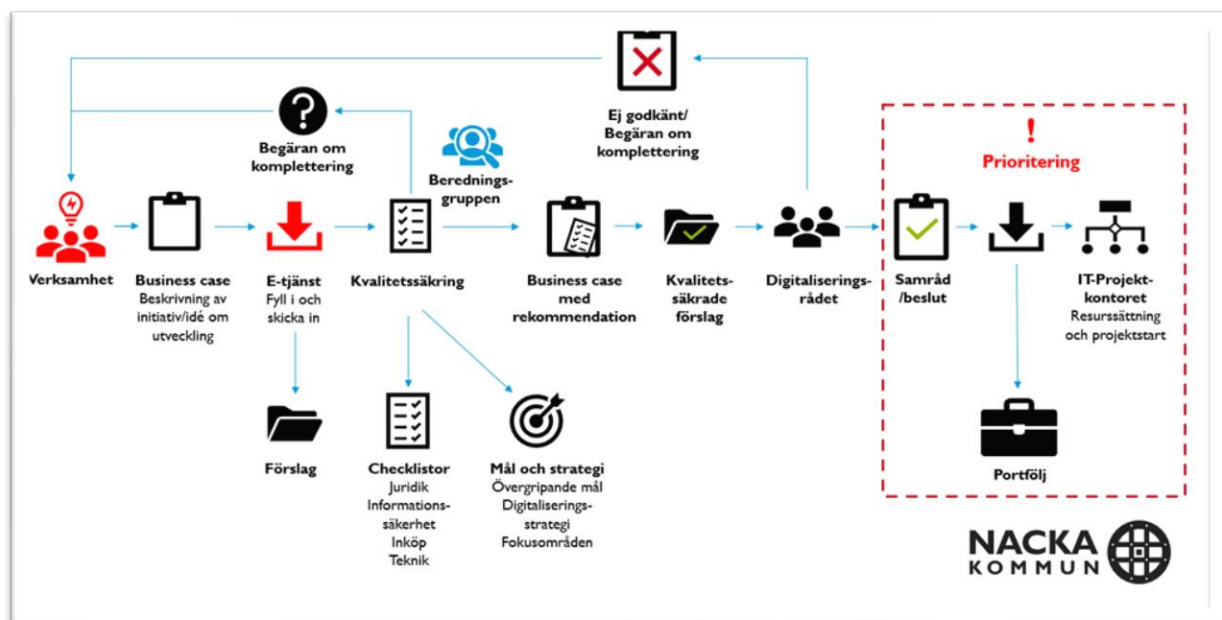 Ej godkänt/
Begäran om
komplettering
?
Begäran om
komplettering
Berednings-
gruppen
!
Prioritering
Verksamhet
Business case
Beskrivning av
initiativ/idé om
utveckling
E-tjänst
Fyll i och
skicka in
Kvalitetssäkring
Business case
med
rekommendation
Kvalitets-
säkrade
förslag
Digitaliserings-
rådet
Samråd
/beslut
IT-Projekt-
kontoret
Resurssättning
och projektstart
Förslag
Checklistor
Juridik
Informations-
säkerhet
Inköp
Teknik
Mål och strategi
Övergripande mål
Digitaliserings-
strategi
Fokusområden
Portfölj
NACKA
KOMMUN